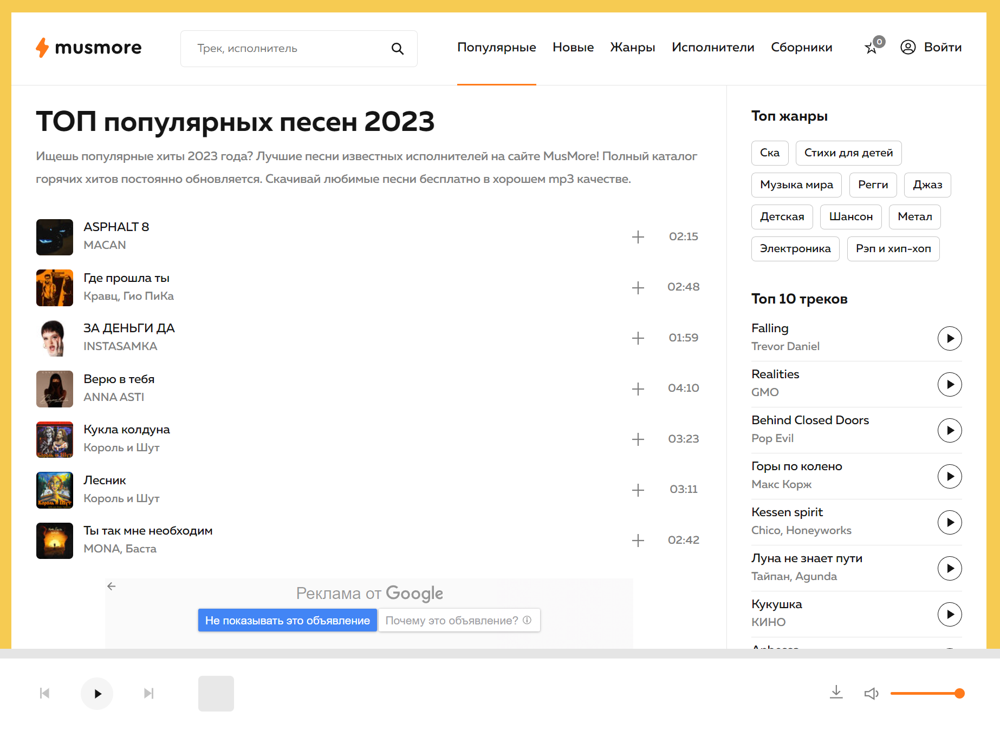 musmore
Трек, исполнитель
Популярные
Новые
Жанры
Исполнители
Сборники
0
Войти
ТОП популярных песен 2023
Ищешь популярные хиты 2023 года? Лучшие песни известных исполнителей на сайте MusMore! Полный каталог
горячих хитов постоянно обновляется. Скачивай любимые песни бесплатно в хорошем mp3 качестве.
ASPHALT 8
MACAN
02:15
Где прошла ты
Кравц, Гио ПиКа
02:48
ЗА ДЕНЬГИ ДА
INSTASAMKA
01:59
Верю в тебя
ANNA ASTI
04:10
Кукла колдуна
Король и Шут
03:23
Лесник
Король и Шут
03:11
Ты так мне необходим
MONA, Баста
02:42
Реклама от Google
Не показывать это объявление
Почему это объявление?
Топ жанры
Ска
Стихи для детей
Музыка мира
Регги
Джаз
Детская
Шансон
Метал
Электроника
Рэп и хип-хоп
Топ 10 треков
Falling
Trevor Daniel
Realities
GMO
Behind Closed Doors
Pop Evil
Горы по колено
Макс Корж
Kessen spirit
Chico, Honeyworks
Луна не знает пути
Тайпан, Agunda
Кукушка
КИНО